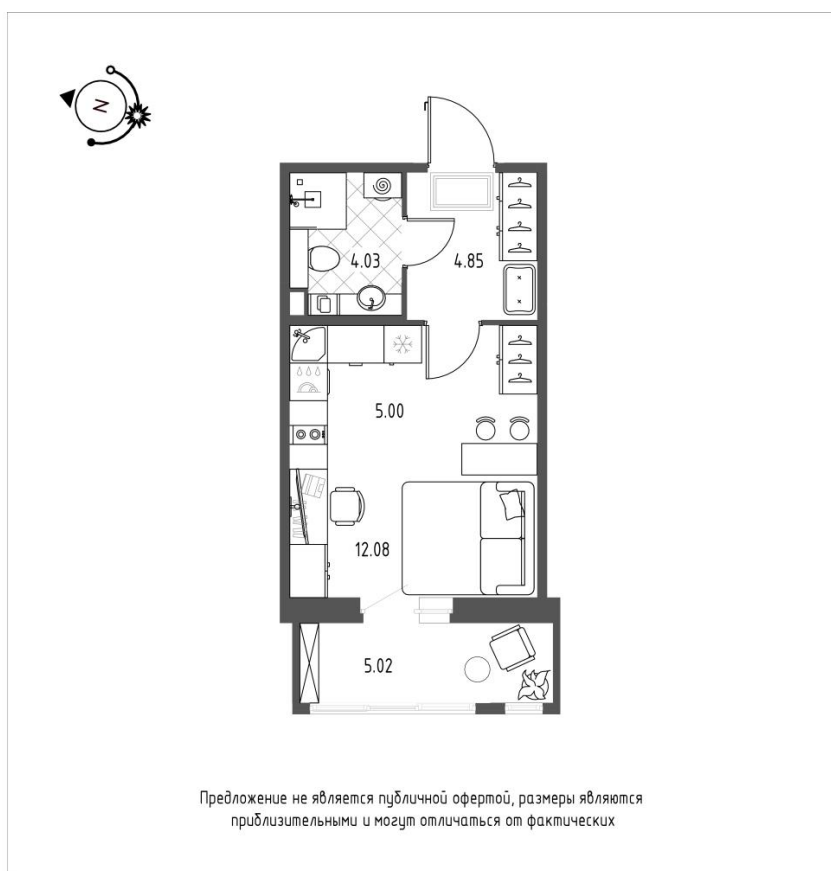 N
4.03
4.85
5.00
12.08
5.02
Предложение не является публичной офертой, размеры являются
приблизительными и могут отличаться от фактических